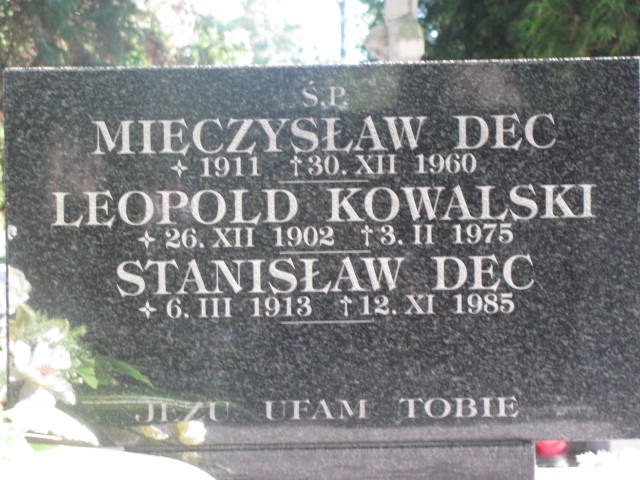 Ś.P.
MIECZYSŁAW DEC
✧ 1911 † 30. XII 1960
LEOPOLD KOWALSKI
✧ 26. XII 1902 † 3. II 1975
STANISŁAW DEC
✧ 6. III 1913 † 12. XI 1985
JEZU UFAM TOBIE